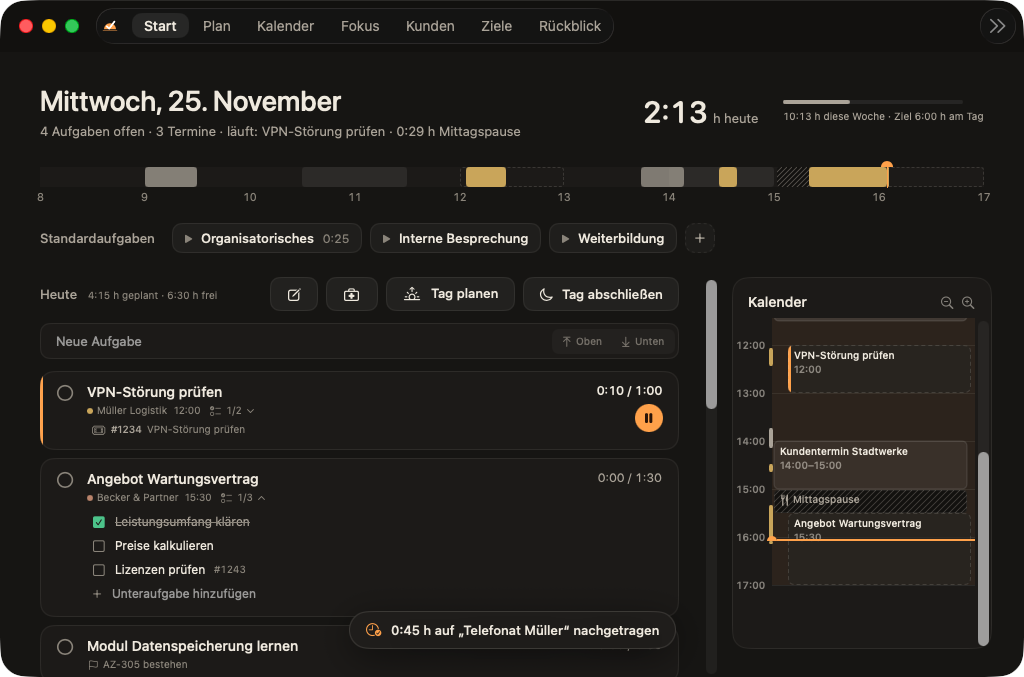 Start Plan Kalender Fokus Kunden Ziele Rückblick
Mittwoch, 25. November
4 Aufgaben offen · 3 Termine · läuft: VPN-Störung prüfen · 0:29 h Mittagspause
2:13 h heute
10:13 h diese Woche · Ziel 6:00 h am Tag
8 9 10 11 12 13 14 15 16 17
Standardaufgaben
Organisatorisches 0:25
Interne Besprechung
Weiterbildung
+
Heute 4:15 h geplant · 6:30 h frei
Tag planen
Tag abschließen
Neue Aufgabe
Oben
Unten
VPN-Störung prüfen
0:10 / 1:00
Müller Logistik 12:00 1/2
#1234 VPN-Störung prüfen
Angebot Wartungsvertrag
0:00 / 1:30
Becker & Partner 15:30 1/3
Leistungsumfang klären
Preise kalkulieren
Lizenzen prüfen #1243
+ Unteraufgabe hinzufügen
Modul Datenspeicherung lernen
AZ-305 bestehen
0:45 h auf „Telefonat Müller“ nachgetragen
Kalender
12:00
VPN-Störung prüfen
12:00
13:00
14:00
Kundentermin Stadtwerke
14:00–15:00
15:00
Mittagspause
Angebot Wartungsvertrag
15:30
16:00
17:00